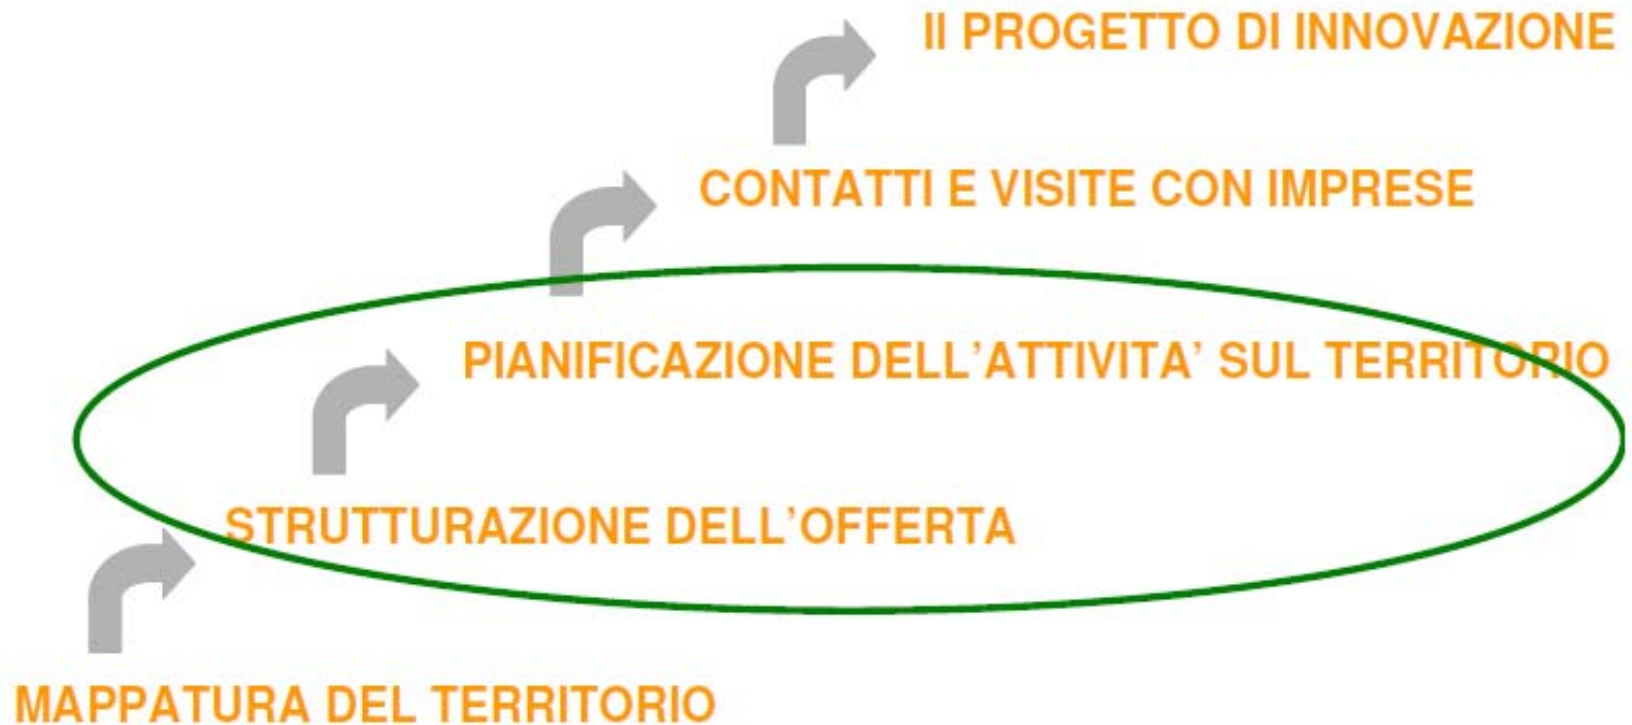 Il PROGETTO DI INNOVAZIONE
CONTATTI E VISITE CON IMPRESE
PIANIFICAZIONE DELL'ATTIVITA' SUL TERRITORIO
STRUTTURAZIONE DELL'OFFERTA
MAPPATURA DEL TERRITORIO